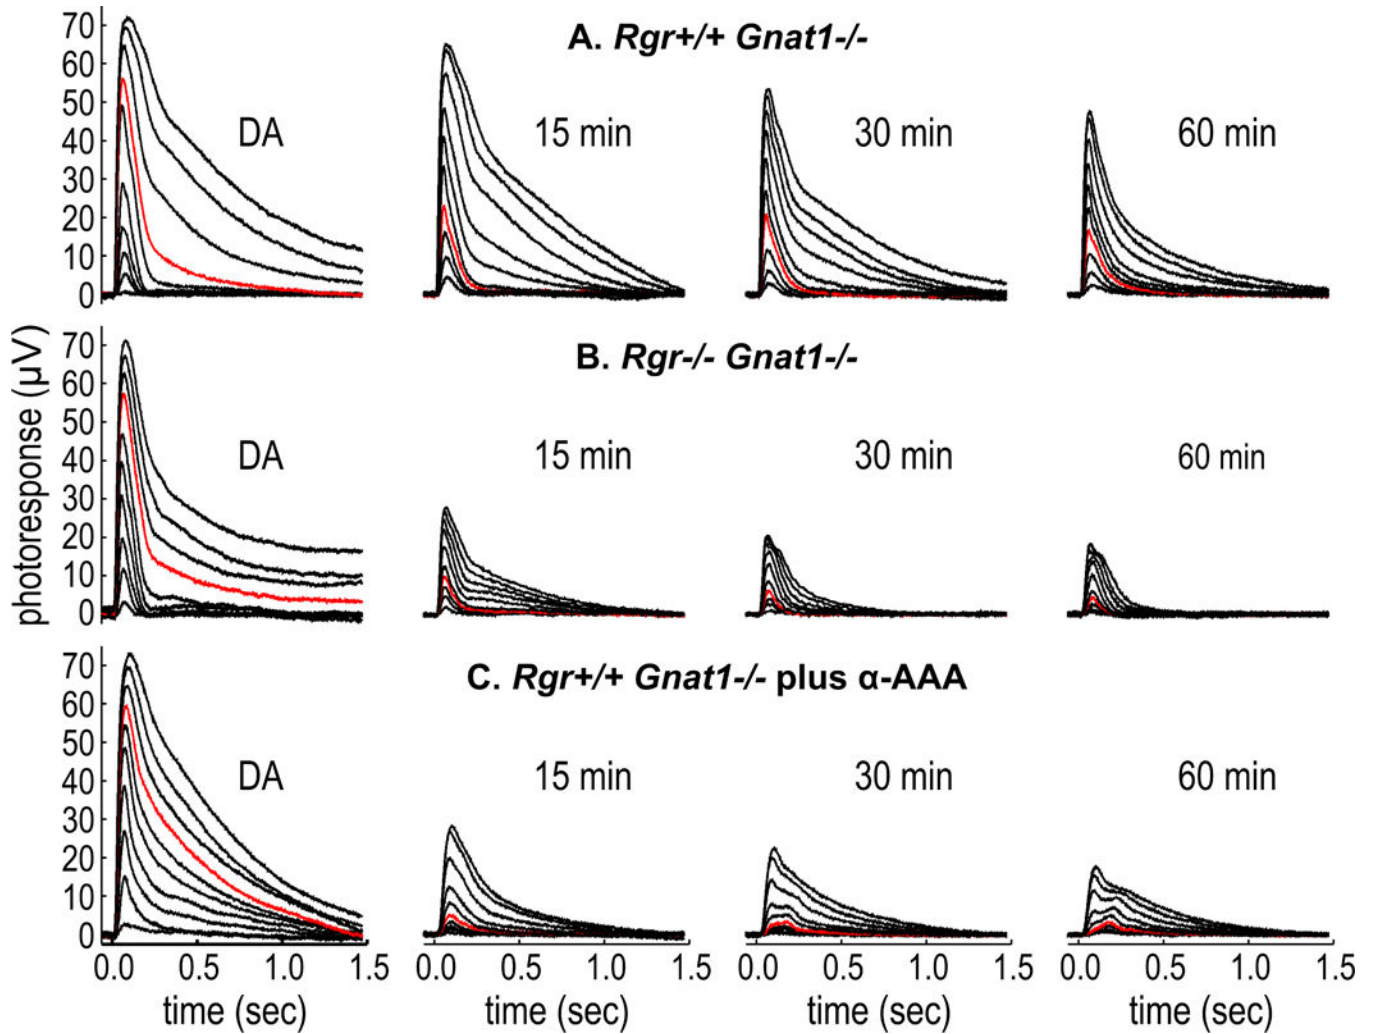 A. Rgr+/+ Gnat1-/-
70
60
50
40
30
20
10
0
DA
15 min
30 min
60 min
B. Rgr-/- Gnat1-/-
photoresponse (µV)
70
60
50
40
30
20
10
0
DA
15 min
30 min
60 min
C. Rgr+/+ Gnat1-/- plus α-AAA
70
60
50
40
30
20
10
0
DA
15 min
30 min
60 min
0.0 0.5 1.0 1.5
0.0 0.5 1.0
0.0 0.5 1.0
0.0 0.5 1.0 1.5
time (sec)
time (sec)
time (sec)
time (sec)